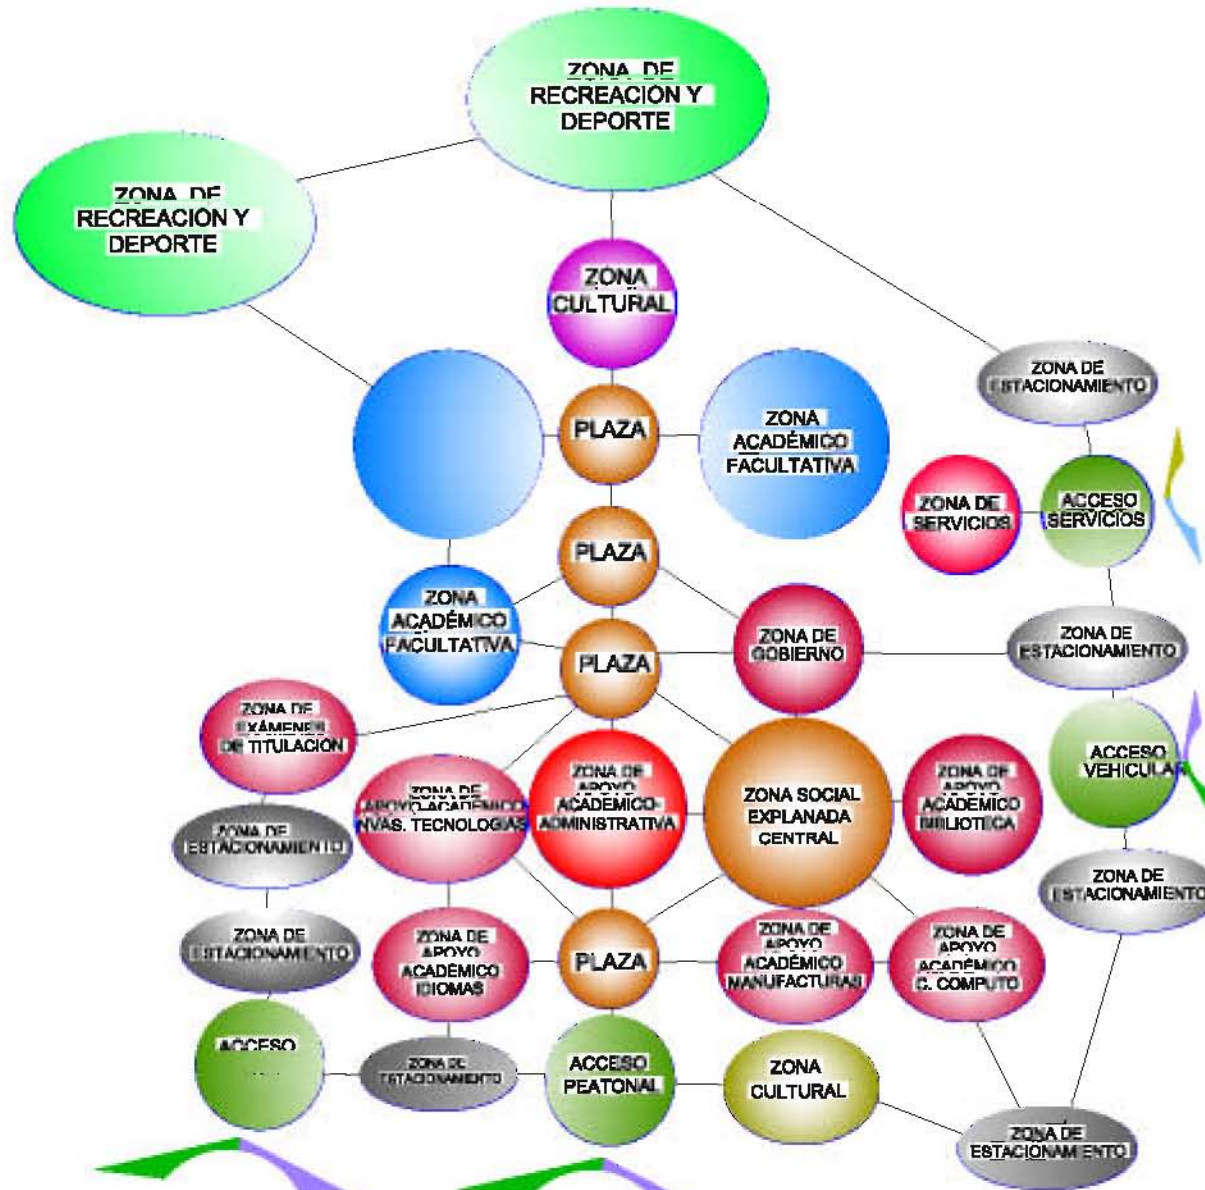 ZONA DE
RECREACION Y
DEPORTE
ZONA DE
RECREACION Y
DEPORTE
ZONA
CULTURAL
ZONA DE
ESTACIONAMIENTO
PLAZA
ZONA
ACADÉMICO
FACULTATIVA
ZONA DE
SERVICIOS
ACCESO
SERVICIOS
PLAZA
ZONA
ACADÉMICO
FACULTATIVA
ZONA DE
GOBIERNO
ZONA DE
ESTACIONAMIENTO
PLAZA
ZONA DE
EXÁMENES
DE TITULACIÓN
ACCESO
VEHICULAR
ZONA DE
APOYO ACADÉMICO
NVAS. TECNOLOGIAS
ZONA DE
APOYO
ACADÉMICO-
ADMINISTRATIVA
ZONA SOCIAL
EXPLANADA
CENTRAL
ZONA DE
APOYO
ACADÉMICO
BIBLIOTECA
ZONA DE
ESTACIONAMIENTO
ZONA DE
ESTACIONAMIENTO
ZONA DE
ESTACIONAMIENTO
ZONA DE
APOYO
ACADÉMICO
IDIOMAS
PLAZA
ZONA DE
APOYO
ACADÉMICO
MANUFACTURAS
ZONA DE
APOYO
ACADÉMICO
C. COMPUTO
ACCESO
ZONA DE
ESTACIONAMIENTO
ACCESO
PEATONAL
ZONA
CULTURAL
ZONA DE
ESTACIONAMIENTO